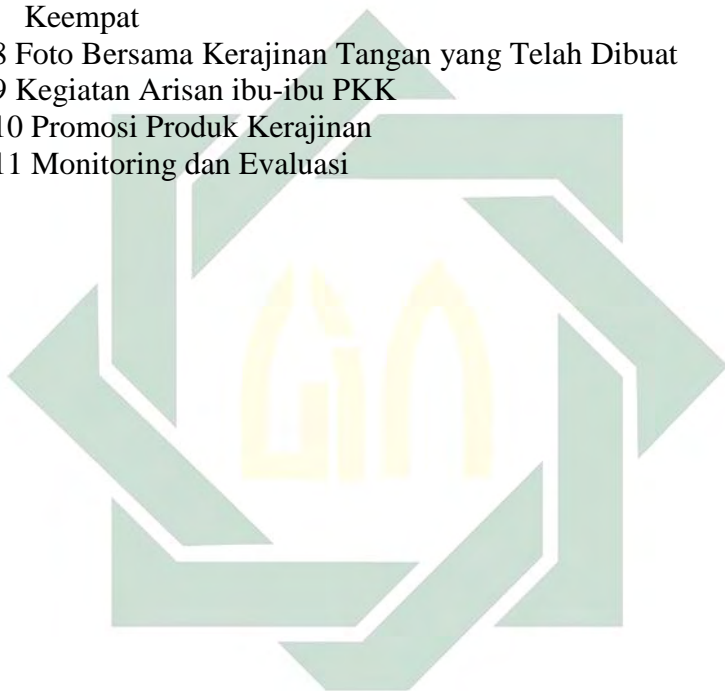 Keempat
8 Foto Bersama Kerajinan Tangan yang Telah Dibuat
9 Kegiatan Arisan ibu-ibu PKK
10 Promosi Produk Kerajinan
11 Monitoring dan Evaluasi